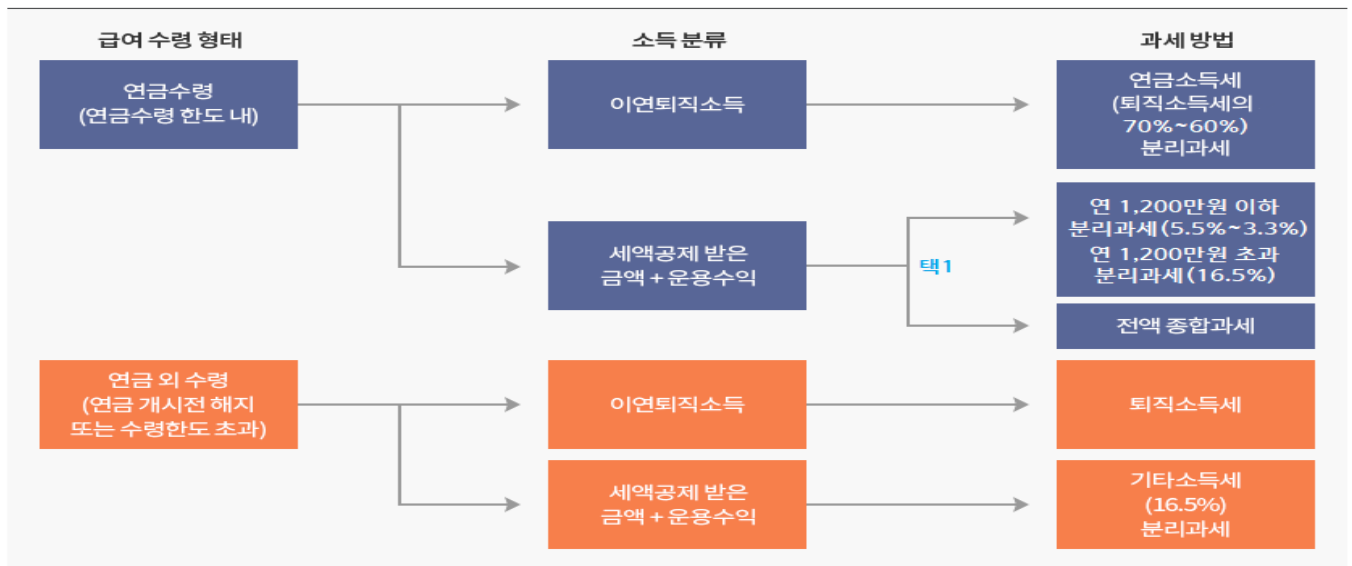 급여 수령 형태
소득 분류
과세 방법
연금수령
(연금수령 한도 내)
이연퇴직소득
연금소득세
(퇴직소득세의
70%~60%)
분리과세
세액공제 받은
금액 + 운용수익
택1
연 1,200만원 이하
분리과세(5.5%~3.3%)
연 1,200만원 초과
분리과세(16.5%)
전액 종합과세
연금 외 수령
(연금 개시전 해지
또는 수령한도 초과)
이연퇴직소득
퇴직소득세
세액공제 받은
금액 + 운용수익
기타소득세
(16.5%)
분리과세